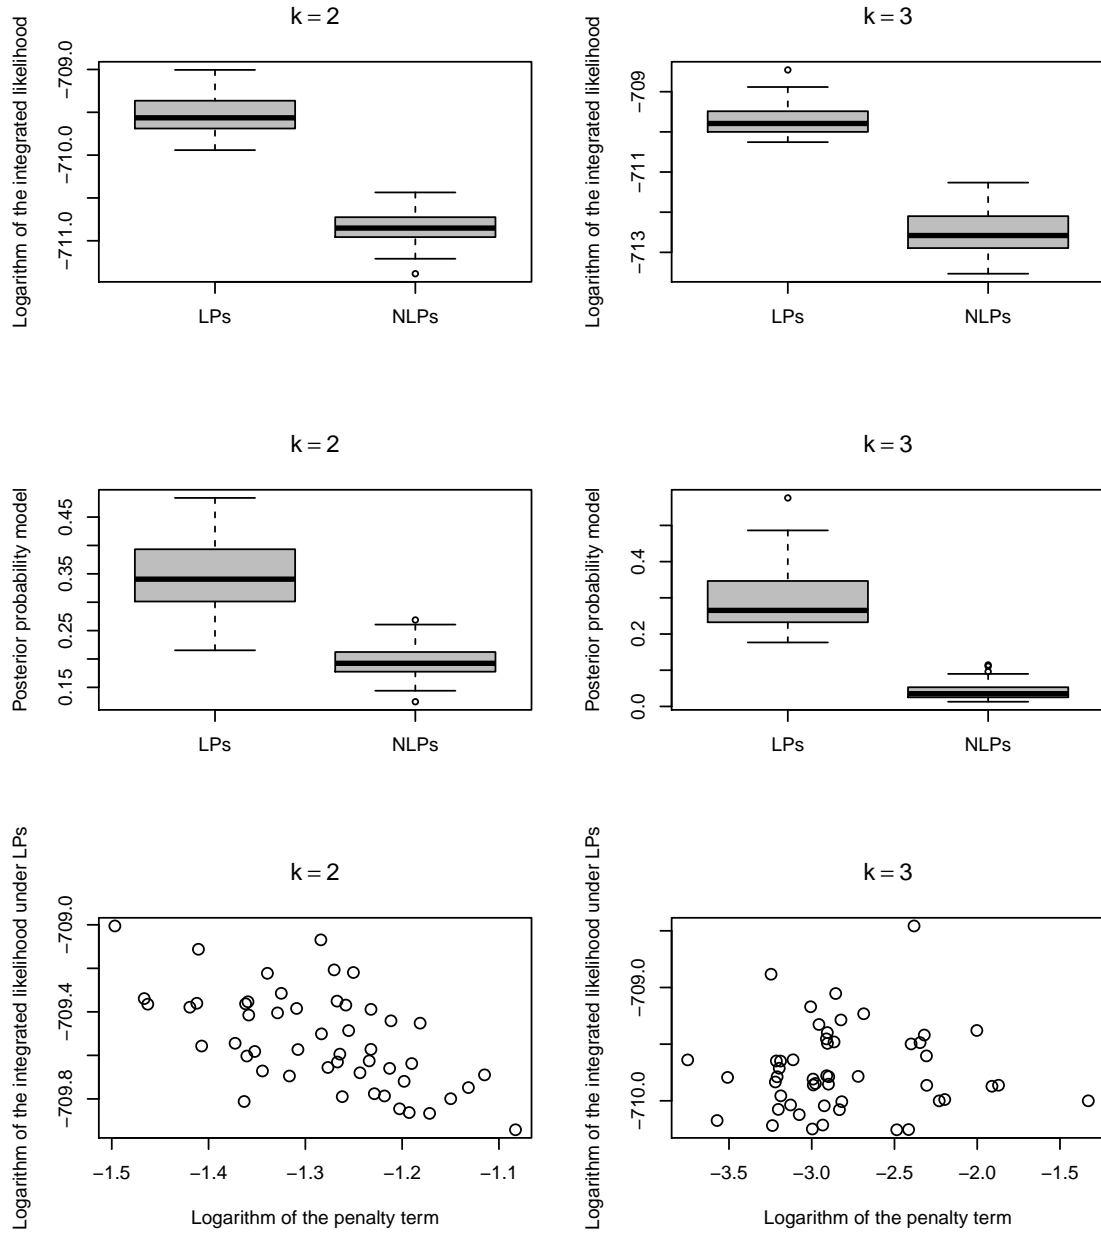 k = 2
Logarithm of the integrated likelihood
-709.0
-710.0
-711.0
LPs
NLPs
k = 3
Logarithm of the integrated likelihood
-709
-711
-713
LPs
NLPs
k = 2
Posterior probability model
0.45
0.35
0.25
0.15
LPs
NLPs
k = 3
Posterior probability model
0.4
0.2
0.0
LPs
NLPs
k = 2
Logarithm of the integrated likelihood under LPs
-709.0
-709.4
-709.8
-1.5 -1.4 -1.3 -1.2 -1.1
Logarithm of the penalty term
k = 3
Logarithm of the integrated likelihood under LPs
-709.0
-710.0
-3.5 -3.0 -2.5 -2.0 -1.5
Logarithm of the penalty term